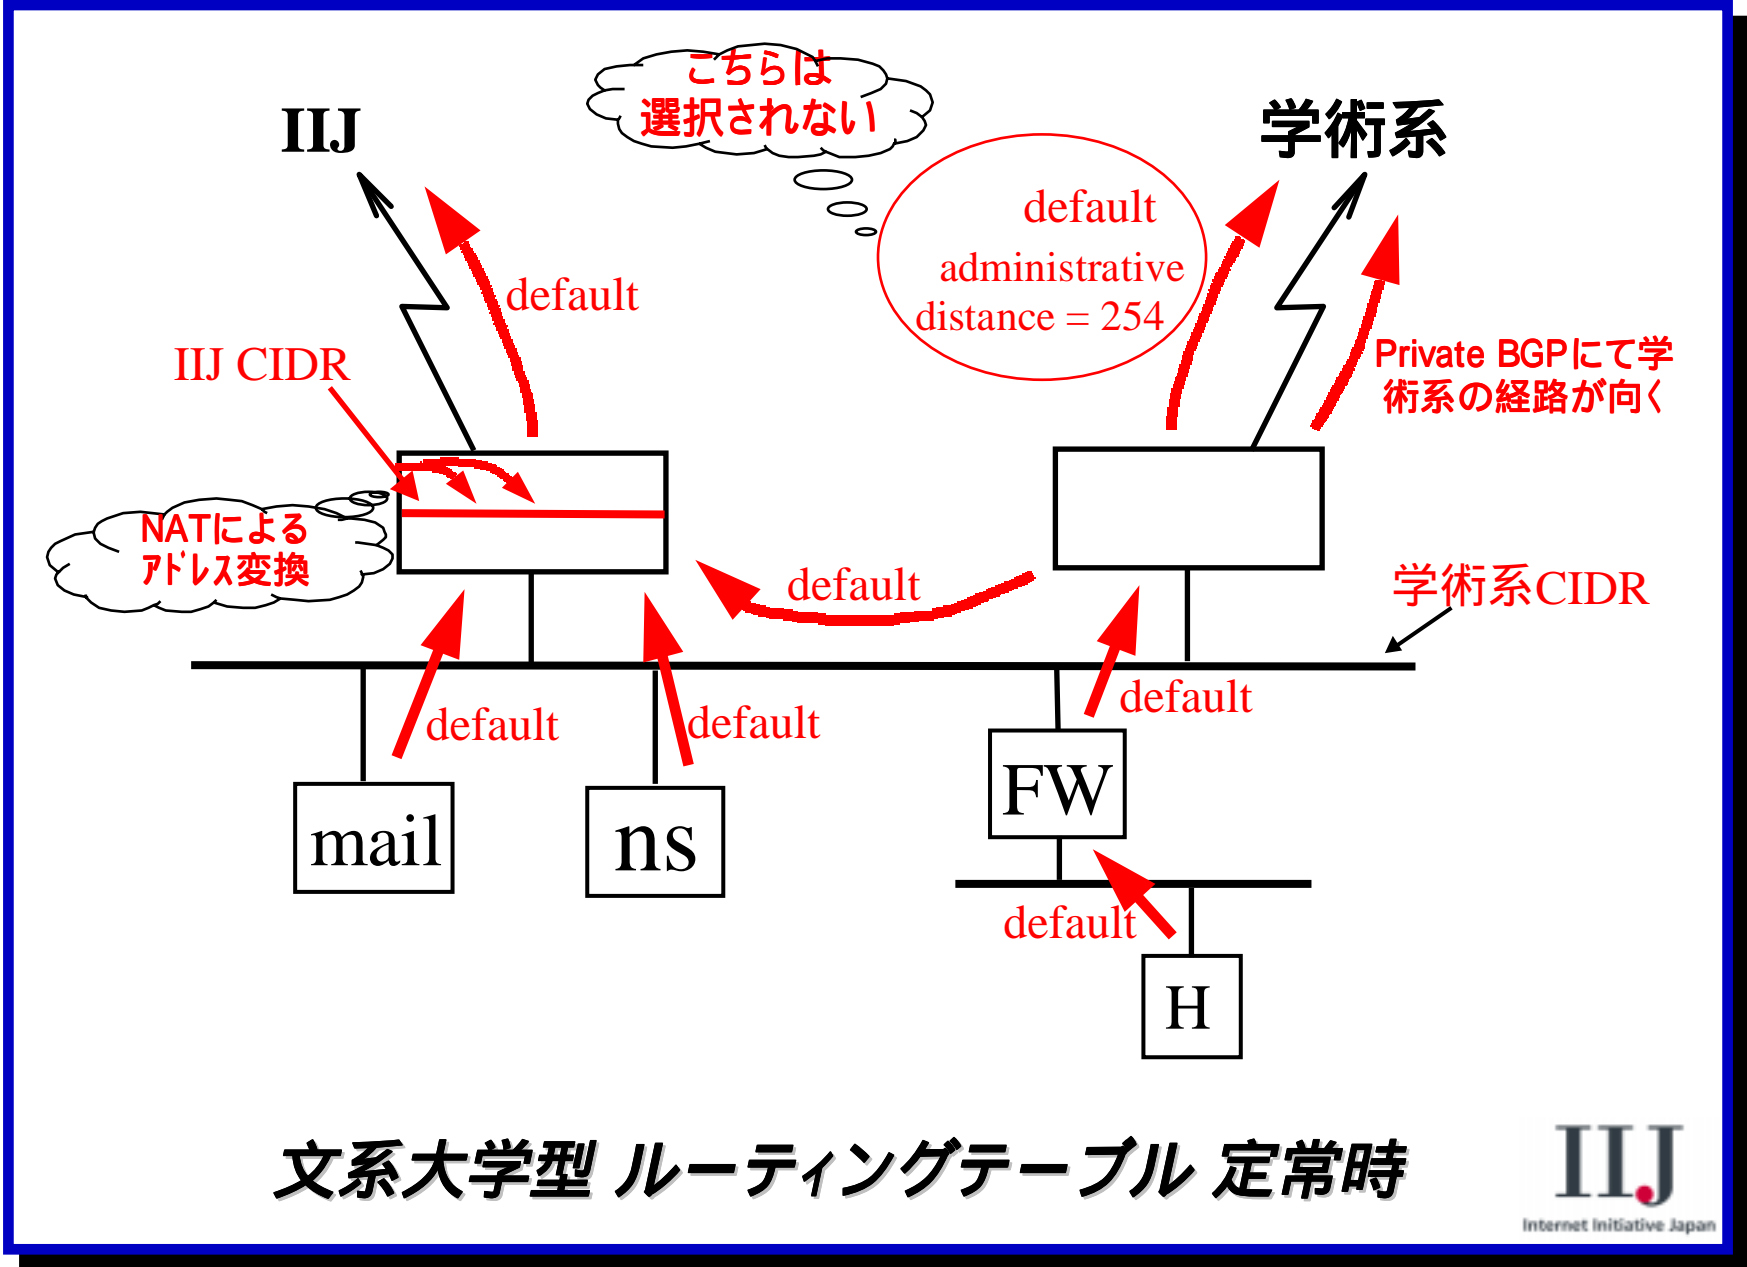 こちらは
選択されない
IIJ
学術系
default
administrative
distance = 254
default
IIJ CIDR
Private BGPにて学
術系の経路が向く
NATによる
ｱﾄﾞﾚｽ変換
default
学術系CIDR
default
default
default
mail
ns
FW
default
H
文系大学型 ルーティングテーブル 定常時
IIJ
Internet Initiative Japan